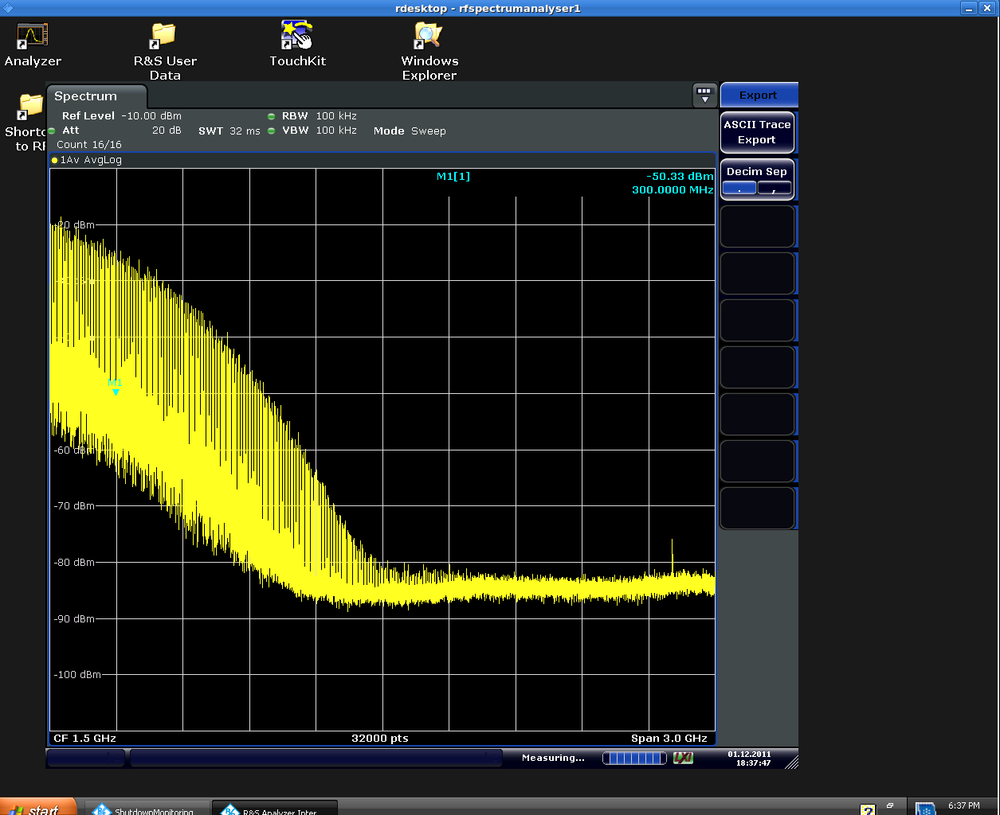 rdesktop - rfspectrumanalyser1
Analyzer
R&S User
Data
TouchKit
Windows
Explorer
Shortc
to RF
Spectrum
Ref Level -10.00 dBm
RBW 100 kHz
Att 20 dB
SWT 32 ms
VBW 100 kHz
Mode Sweep
Count 16/16
1Av AvgLog
M1[1]
-50.33 dBm
300.0000 MHz
-20 dBm
M1
-60 dBm
-70 dBm
-80 dBm
-90 dBm
-100 dBm
CF 1.5 GHz
32000 pts
Span 3.0 GHz
Export
ASCII Trace
Export
Decim Sep
. ,
Measuring...
LXI
01.12.2011
18:37:47
start
ShutdownMonitoring
R&S Analyzer Inter...
?
6:37 PM